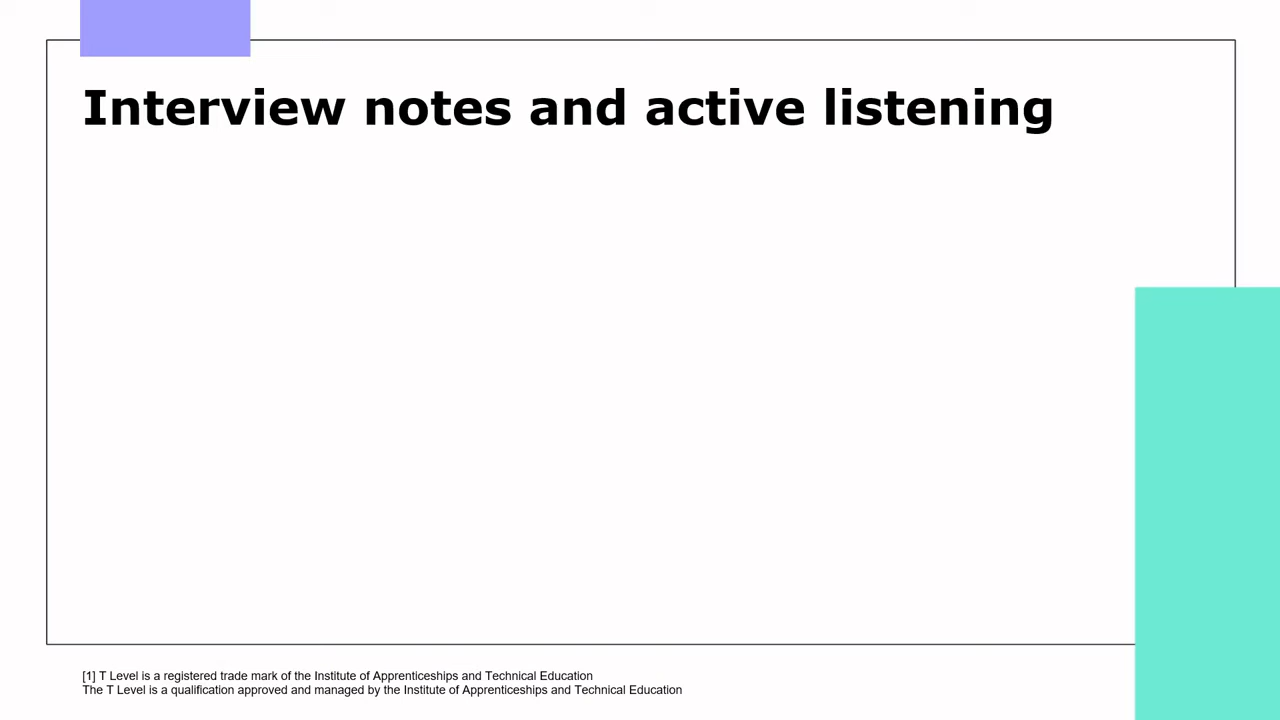 Interview notes and active listening
[1] T Level is a registered trade mark of the Institute of Apprenticeships and Technical Education
The T Level is a qualification approved and managed by the Institute of Apprenticeships and Technical Education